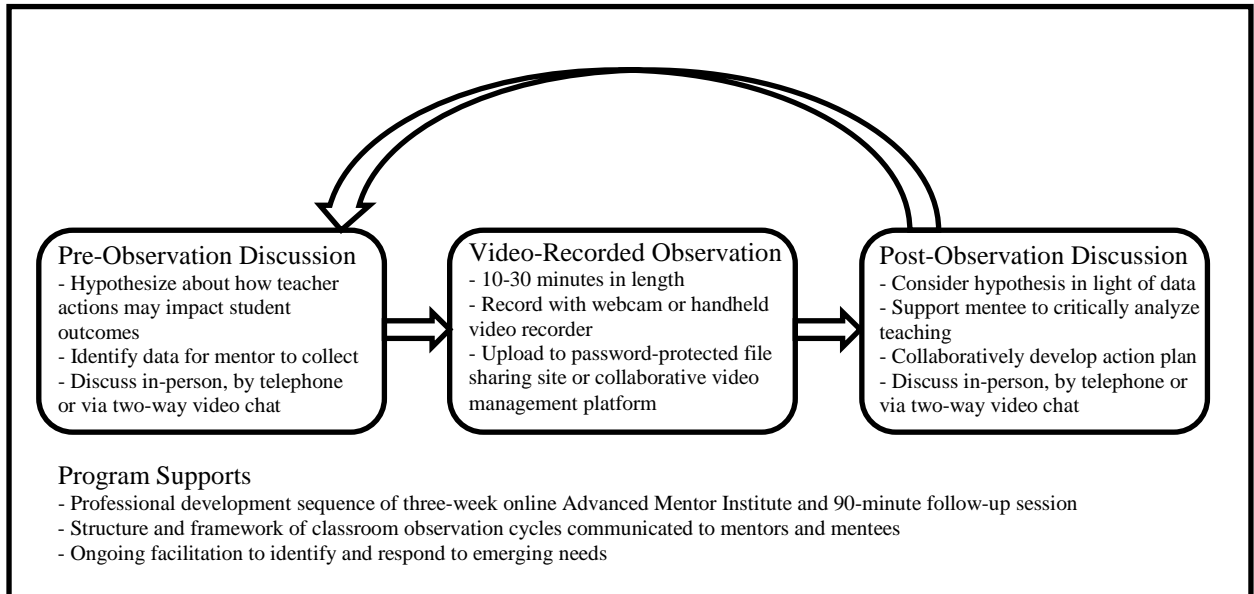 Pre-Observation Discussion
- Hypothesize about how teacher
actions may impact student
outcomes
- Identify data for mentor to collect
- Discuss in-person, by telephone
or via two-way video chat
Video-Recorded Observation
- 10-30 minutes in length
- Record with webcam or handheld
video recorder
- Upload to password-protected file
sharing site or collaborative video
management platform
Post-Observation Discussion
- Consider hypothesis in light of data
- Support mentee to critically analyze
teaching
- Collaboratively develop action plan
- Discuss in-person, by telephone or
via two-way video chat
Program Supports
- Professional development sequence of three-week online Advanced Mentor Institute and 90-minute follow-up session
- Structure and framework of classroom observation cycles communicated to mentors and mentees
- Ongoing facilitation to identify and respond to emerging needs